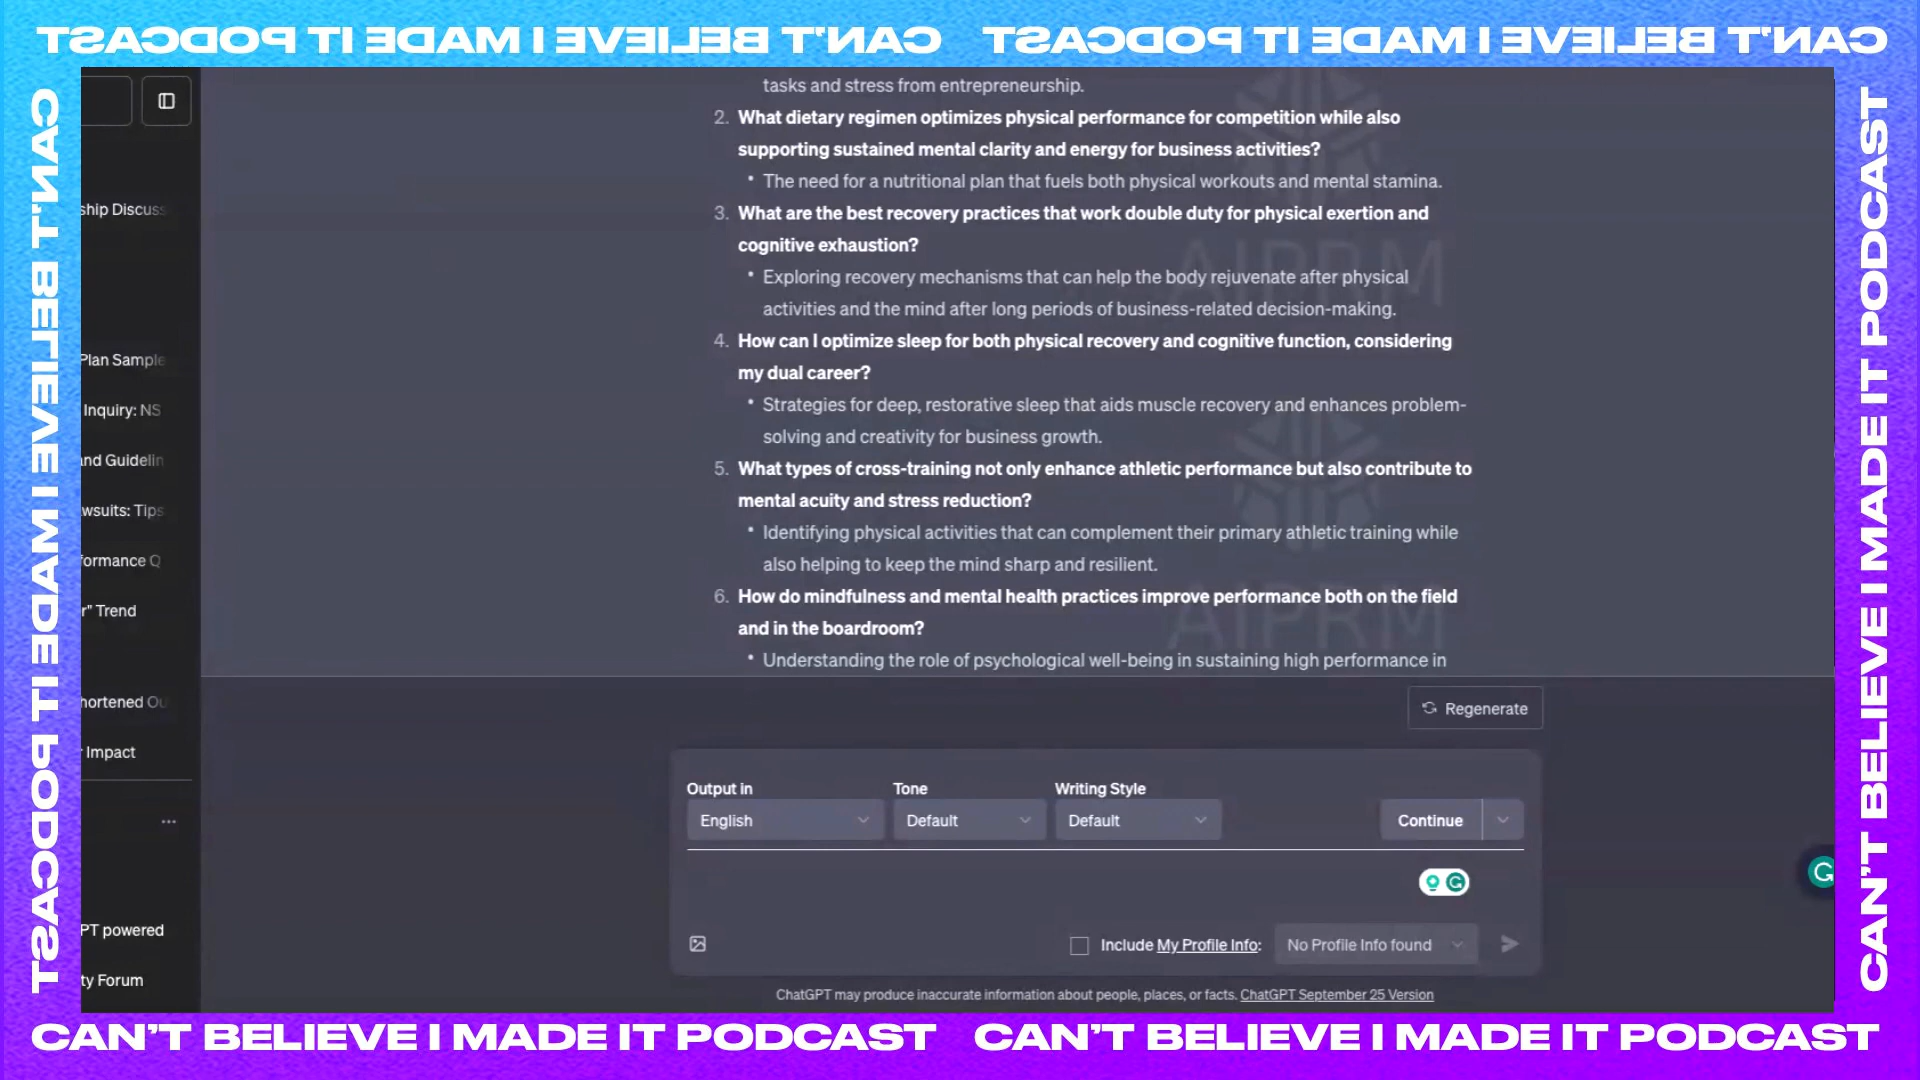 CAN'T BELIEVE I MADE IT PODCAST CAN'T BELIEVE I MADE IT PODCAST
CAN'T BELIEVE I MADE IT PODCAST
CAN'T BELIEVE I MADE IT PODCAST
ship Discuss
Plan Sample
Inquiry: NS
and Guidelin
wsuits: Tips
formance Q
r" Trend
hortened Ou
Impact
PT powered
ty Forum
tasks and stress from entrepreneurship.
2. What dietary regimen optimizes physical performance for competition while also
supporting sustained mental clarity and energy for business activities?
• The need for a nutritional plan that fuels both physical workouts and mental stamina.
3. What are the best recovery practices that work double duty for physical exertion and
cognitive exhaustion?
• Exploring recovery mechanisms that can help the body rejuvenate after physical
activities and the mind after long periods of business-related decision-making.
4. How can I optimize sleep for both physical recovery and cognitive function, considering
my dual career?
• Strategies for deep, restorative sleep that aids muscle recovery and enhances problem-
solving and creativity for business growth.
5. What types of cross-training not only enhance athletic performance but also contribute to
mental acuity and stress reduction?
• Identifying physical activities that can complement their primary athletic training while
also helping to keep the mind sharp and resilient.
6. How do mindfulness and mental health practices improve performance both on the field
and in the boardroom?
• Understanding the role of psychological well-being in sustaining high performance in
AIPRM
AIPRM
Regenerate
Output in Tone Writing Style
English Default Default Continue
Include My Profile Info: No Profile Info found
ChatGPT may produce inaccurate information about people, places, or facts. ChatGPT September 25 Version
CAN'T BELIEVE I MADE IT PODCAST CAN'T BELIEVE I MADE IT PODCAST